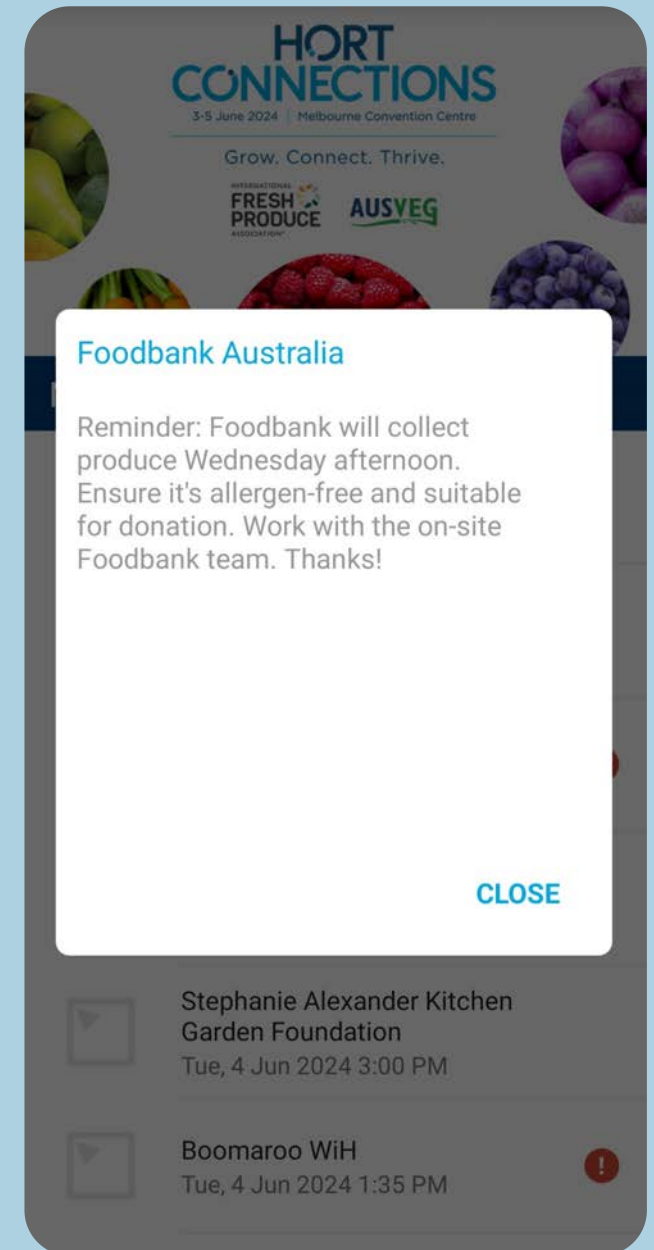 HORT
CONNECTIONS
3-5 June 2024 | Melbourne Convention Centre
Grow. Connect. Thrive.
INTERNATIONAL
FRESH
PRODUCE
ASSOCIATION
AUSVEG
Foodbank Australia
Reminder: Foodbank will collect
produce Wednesday afternoon.
Ensure it's allergen-free and suitable
for donation. Work with the on-site
Foodbank team. Thanks!
CLOSE
Stephanie Alexander Kitchen
Garden Foundation
Tue, 4 Jun 2024 3:00 PM
Boomaroo WiH
!
Tue, 4 Jun 2024 1:35 PM